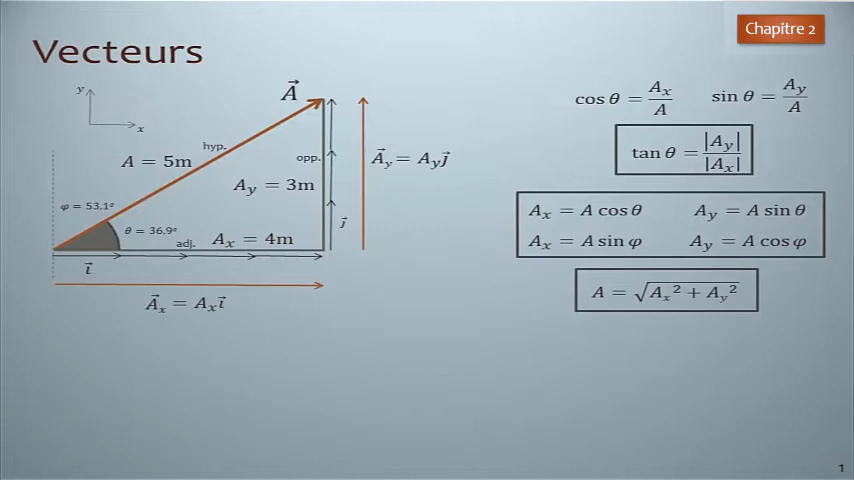 Chapitre 2
Vecteurs
y
x
A⃗
hyp.
A = 5m
opp.
A_y = 3m
A⃗_y = A_y j⃗
φ = 53,1°
θ = 36,9°
adj.
A_x = 4m
j⃗
i⃗
A⃗_x = A_x i⃗
cos θ = A_x / A
sin θ = A_y / A
tan θ = |A_y| / |A_x|
A_x = A cos θ
A_y = A sin θ
A_x = A sin φ
A_y = A cos φ
A = √(A_x² + A_y²)
1